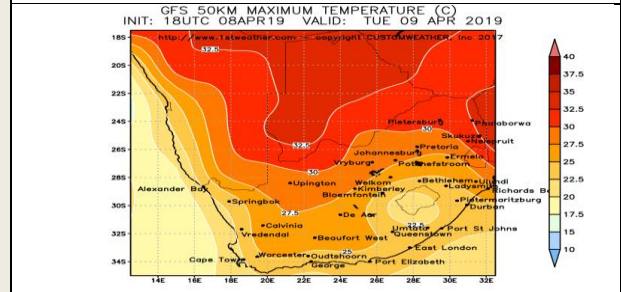 GFS 50KM MAXIMUM TEMPERATURE (C)
INIT: 18UTC 08APR19 VALID: TUE 09 APR 2019
http://www.1stweather.com -- © copyright CUSTOMWEATHER, Inc 2017
18S
20S
22S
24S
26S
28S
30S
32S
34S
14E
16E
18E
20E
22E
24E
26E
28E
30E
32E
32.5
32.5
30
30
27.5
25
22.5
Pietersburg
Phalaborwa
Skukuza
Nelspruit
Pretoria
Johannesburg
Ermelo
Vryburg
Potchefstroom
Welkom
Bethlehem
Ulundi
Ladysmith
Kimberley
Upington
Alexander Bay
Richards B
Bloemfontein
Springbok
Pietermaritzburg
Durban
De Aar
Calvinia
Vredendal
Umtata
Port St Johns
Queenstown
Beaufort West
East London
Cape Town
Worcester
Oudtshoorn
George
Port Elizabeth
40
37.5
35
32.5
30
27.5
25
22.5
20
17.5
15
10